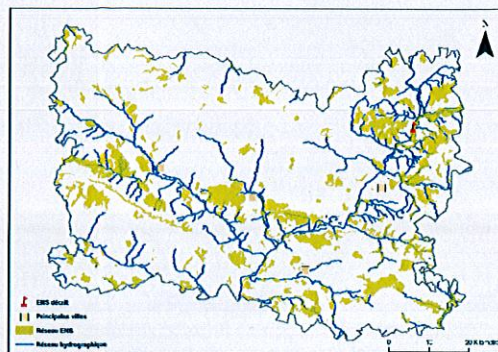 N
ENS décrit
Principales villes
Réseau ENS
Réseau hydrographique
0 10 20 Kilomètres